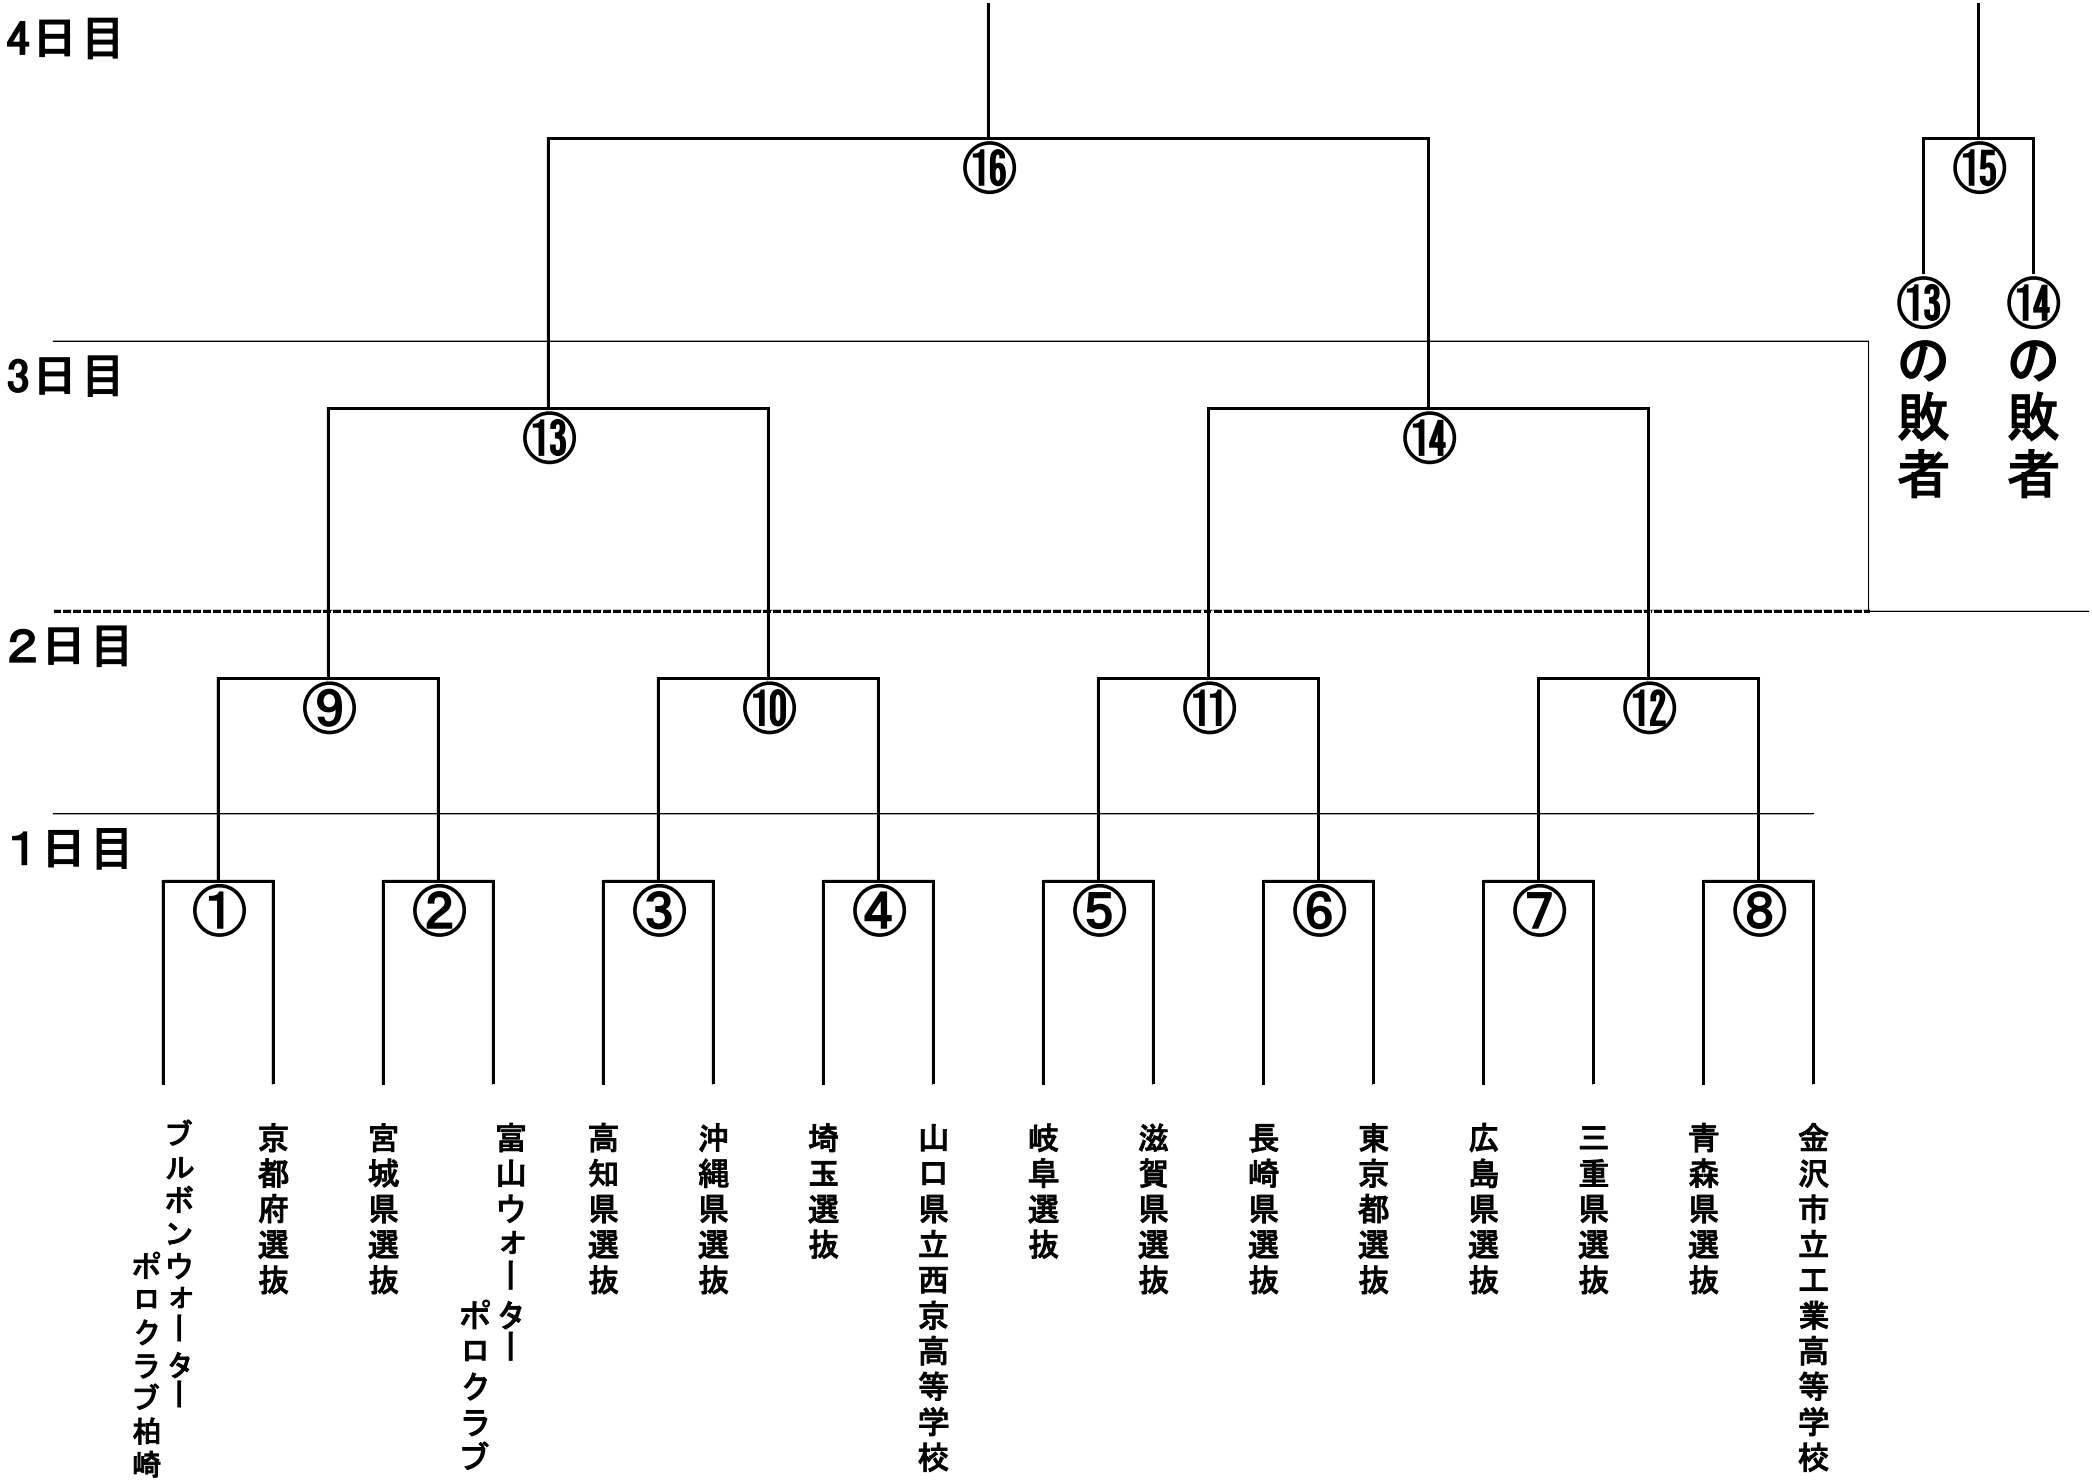 4日目
⑯
⑮
⑬の敗者
⑭の敗者
3日目
⑬
⑭
２日目
⑨
⑩
⑪
⑫
１日目
①
②
③
④
⑤
⑥
⑦
⑧
ブルボンウォーター
ポロクラブ柏崎
京都府選抜
宮城県選抜
富山ウォーター
ポロクラブ
高知県選抜
沖縄県選抜
埼玉選抜
山口県立西京高等学校
岐阜選抜
滋賀県選抜
長崎県選抜
東京都選抜
広島県選抜
三重県選抜
青森県選抜
金沢市立工業高等学校